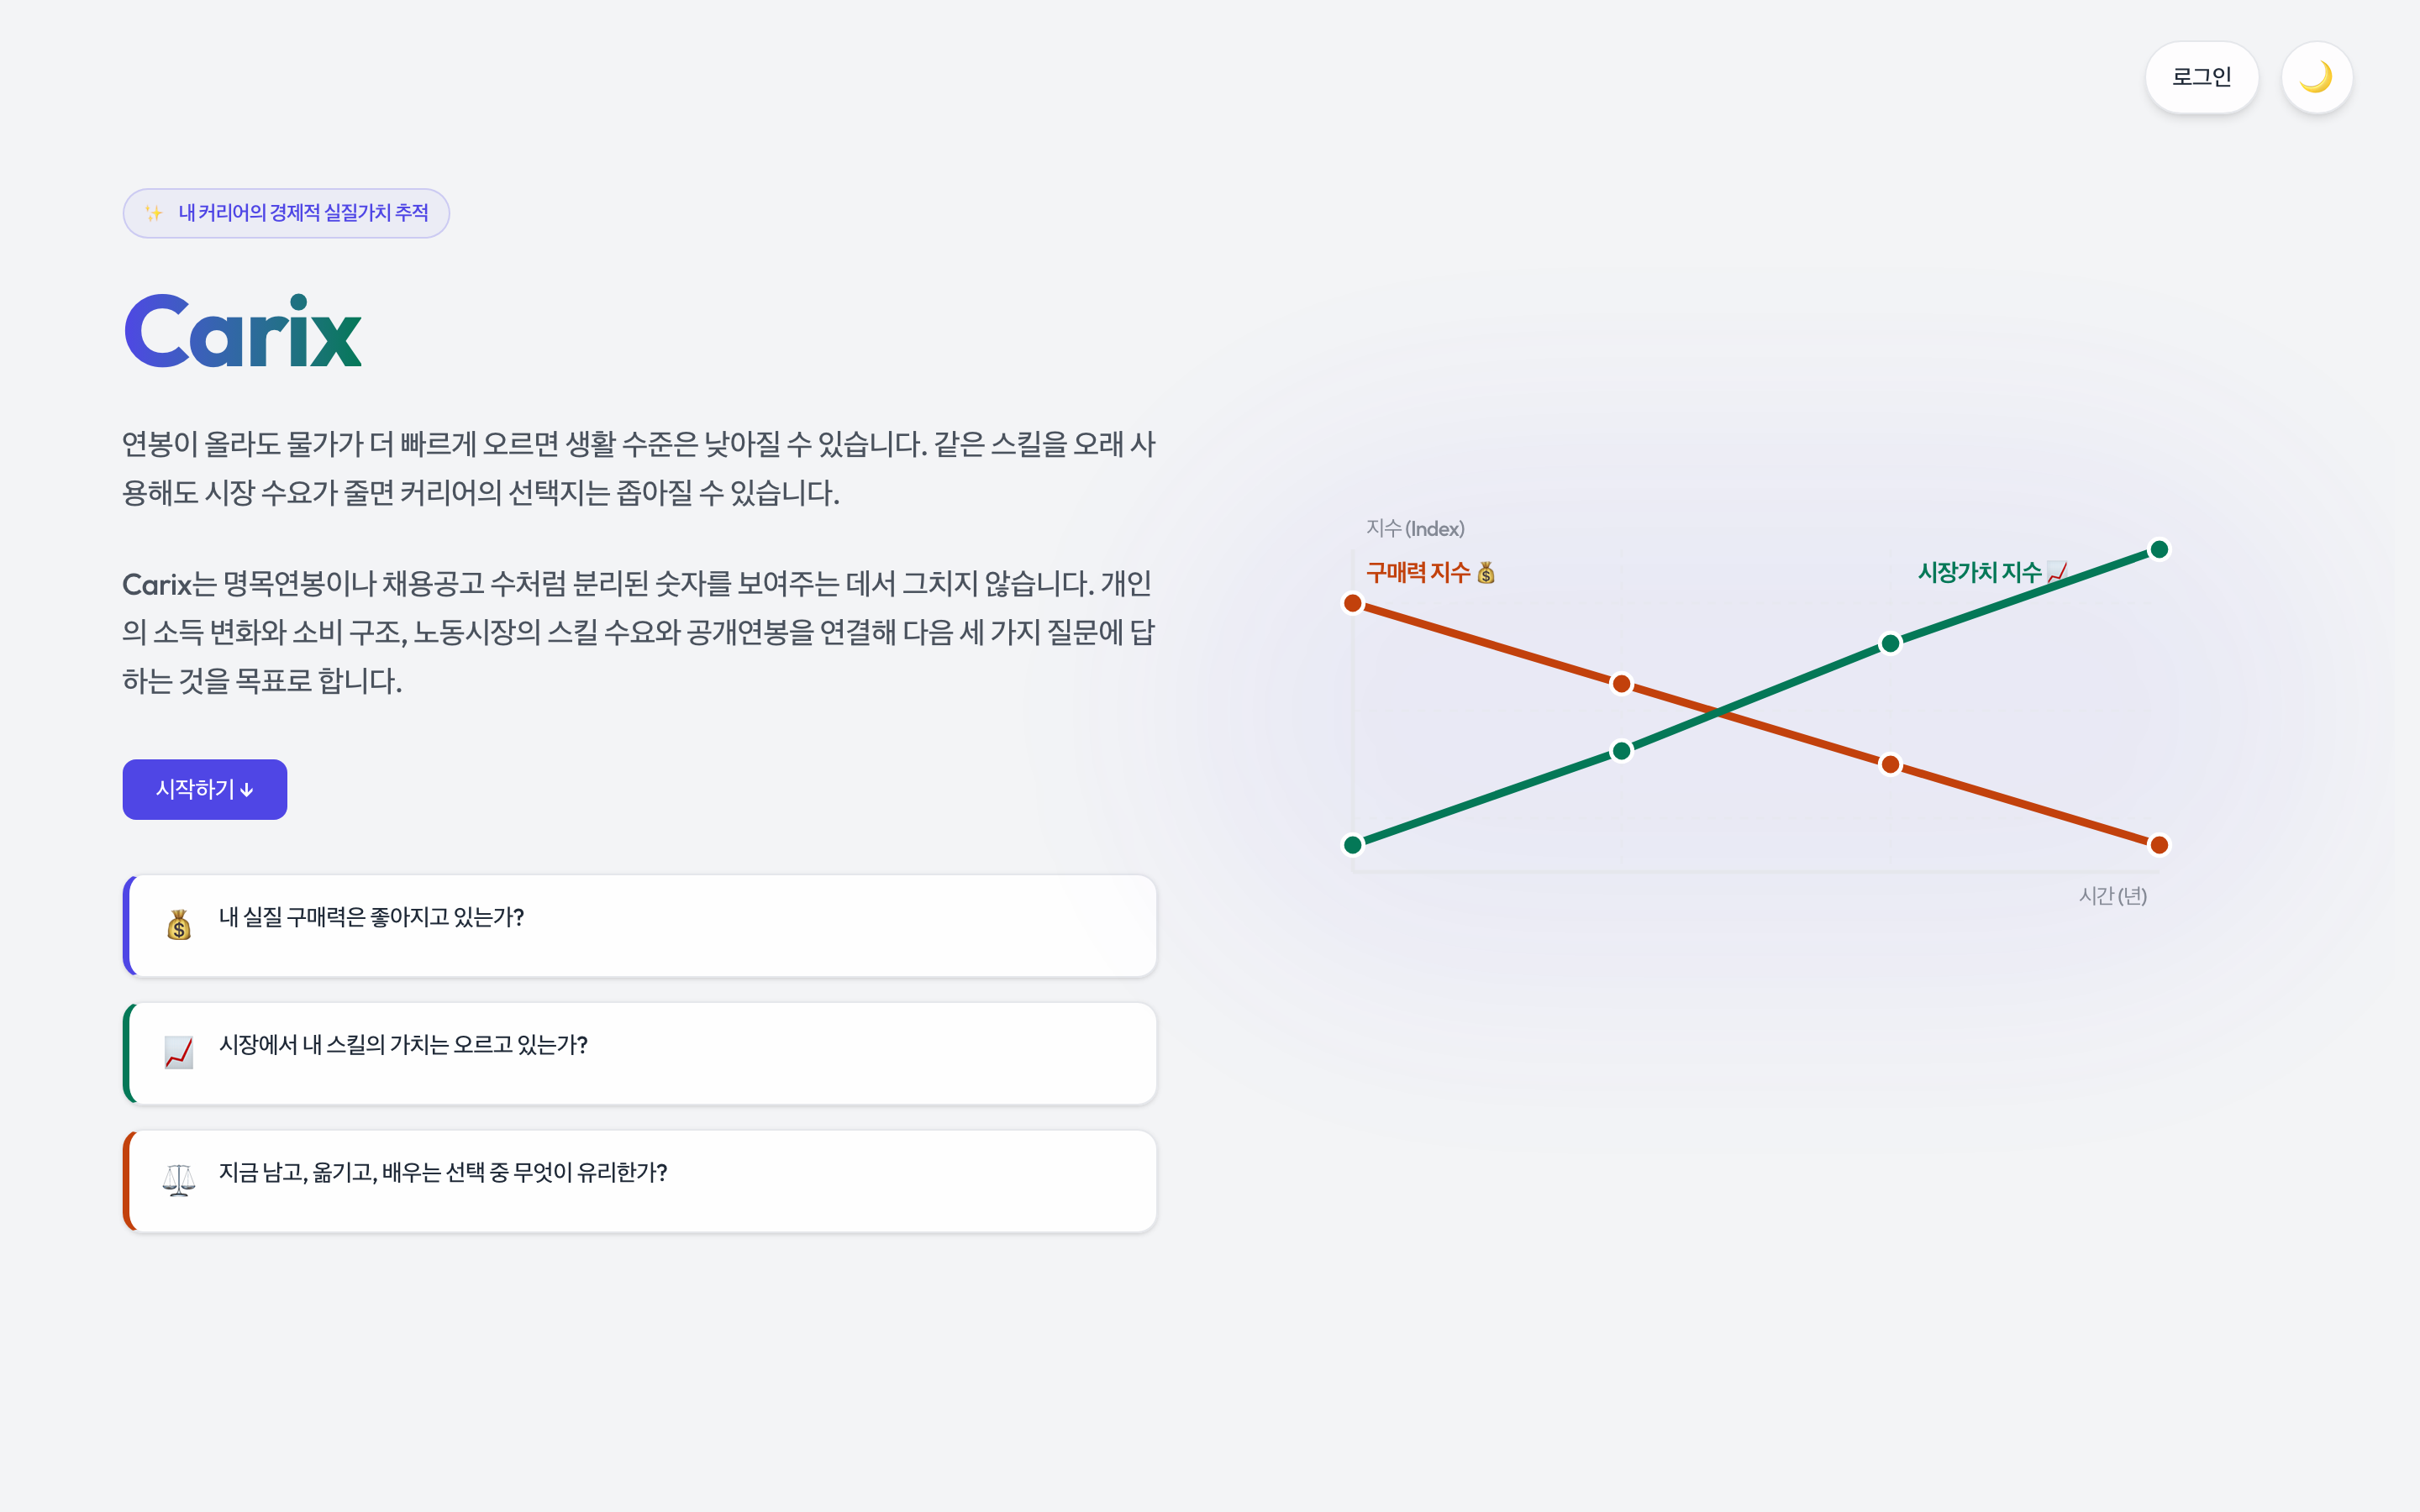 로그인
내 커리어의 경제적 실질가치 추적
Carix
연봉이 올라도 물가가 더 빠르게 오르면 생활 수준은 낮아질 수 있습니다. 같은 스킬을 오래 사
용해도 시장 수요가 줄면 커리어의 선택지는 좁아질 수 있습니다.
Carix는 명목연봉이나 채용공고 수처럼 분리된 숫자를 보여주는 데서 그치지 않습니다. 개인
의 소득 변화와 소비 구조, 노동시장의 스킬 수요와 공개연봉을 연결해 다음 세 가지 질문에 답
하는 것을 목표로 합니다.
시작하기 ↓
내 실질 구매력은 좋아지고 있는가?
시장에서 내 스킬의 가치는 오르고 있는가?
지금 남고, 옮기고, 배우는 선택 중 무엇이 유리한가?
지수 (Index)
구매력 지수 💰
시장가치 지수 📈
시간 (년)